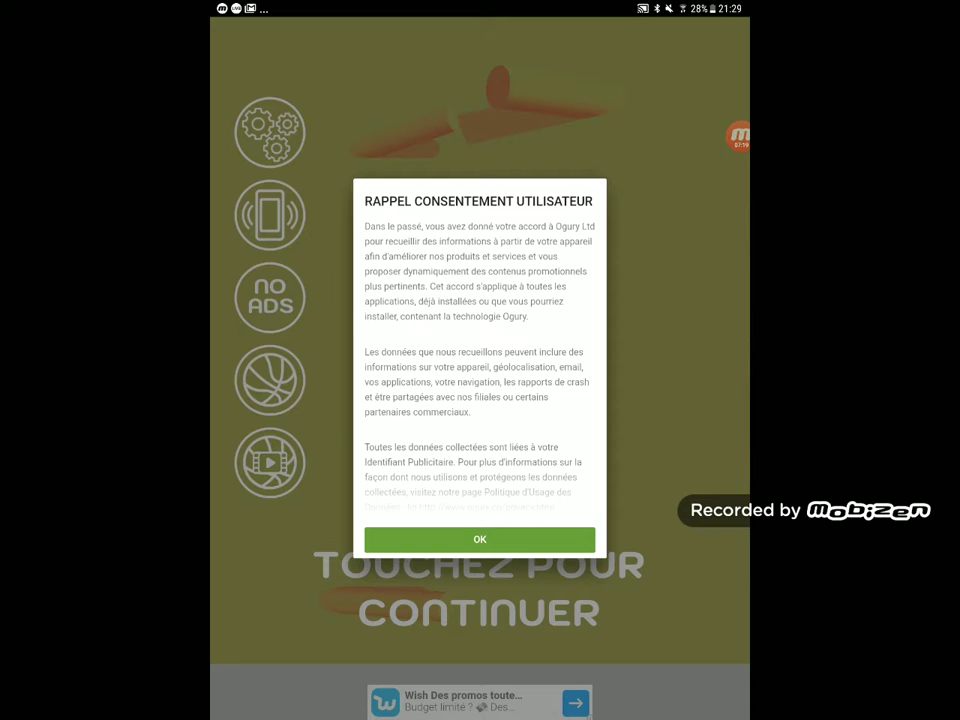 28% 21:29
NO
ADS
07:19
RAPPEL CONSENTEMENT UTILISATEUR
Dans le passé, vous avez donné votre accord à Ogury Ltd
pour recueillir des informations à partir de votre appareil
afin d'améliorer nos produits et services et vous
proposer dynamiquement des contenus promotionnels
plus pertinents. Cet accord s'applique à toutes les
applications, déjà installées ou que vous pourriez
installer, contenant la technologie Ogury.
Les données que nous recueillons peuvent inclure des
informations sur votre appareil, géolocalisation, email,
vos applications, votre navigation, les rapports de crash
et être partagées avec nos filiales ou certains
partenaires commerciaux.
Toutes les données collectées sont liées à votre
Identifiant Publicitaire. Pour plus d'informations sur la
façon dont nous utilisons et protégeons les données
collectées, visitez notre page Politique d'Usage des
OK
Recorded by mobizen
TOUCHEZ POUR
CONTINUER
Wish Des promos toute...
Budget limité ? Des...